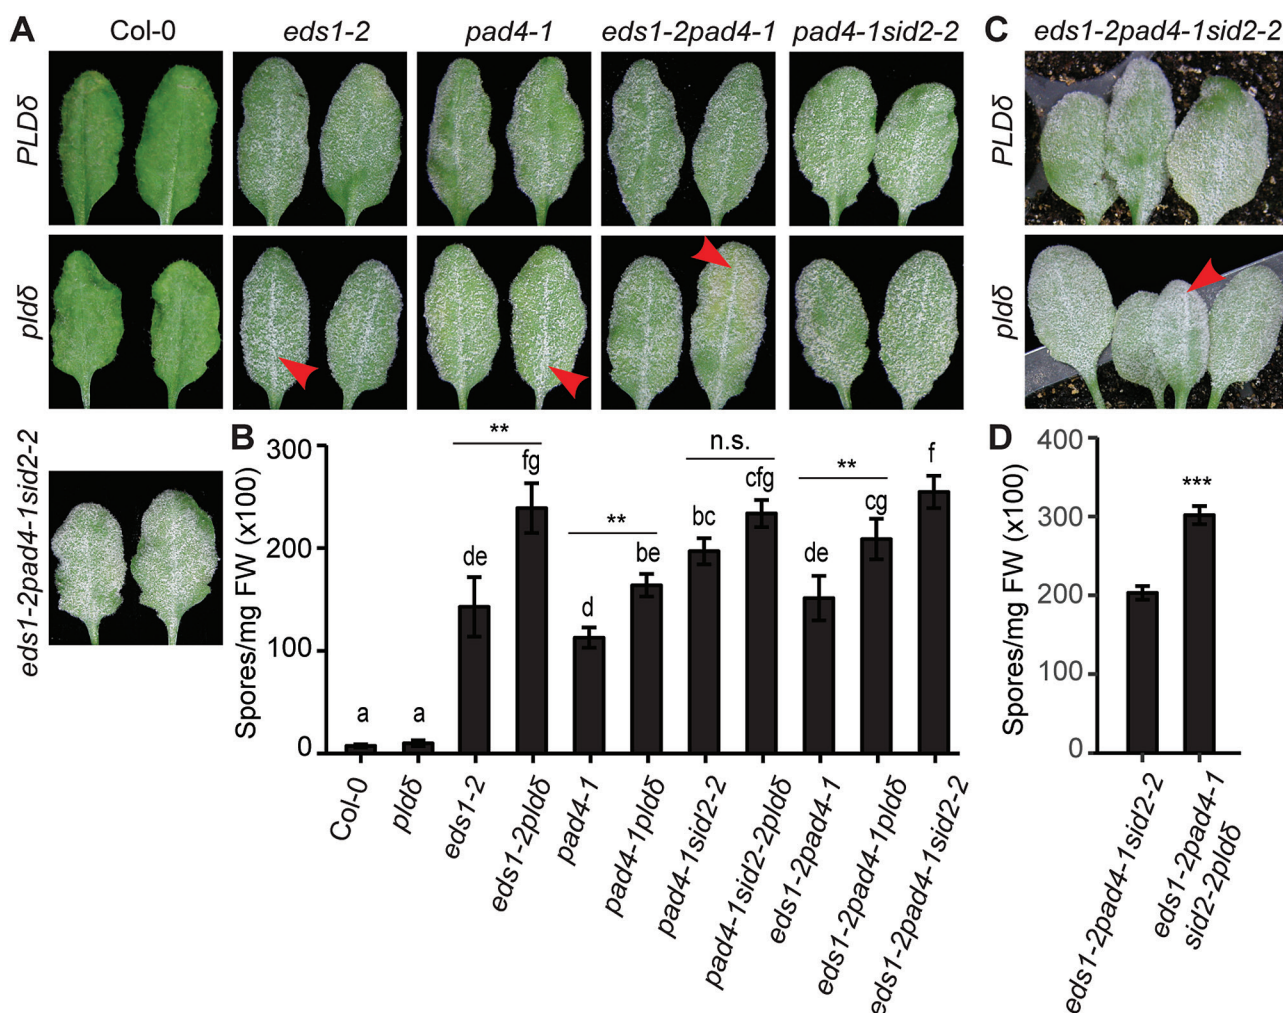 A
Col-0
eds1-2
pad4-1
eds1-2pad4-1
pad4-1sid2-2
C
eds1-2pad4-1sid2-2
PLDδ
PLDδ
pldδ
pldδ
eds1-2pad4-1sid2-2
B
Spores/mg FW (x100)
300
200
100
0
a
a
de
fg
**
d
be
**
bc
cfg
n.s.
de
cg
**
f
Col-0
pldδ
eds1-2
eds1-2pldδ
pad4-1
pad4-1pldδ
pad4-1sid2-2
pad4-1sid2-2pldδ
eds1-2pad4-1
eds1-2pad4-1pldδ
eds1-2pad4-1sid2-2
D
Spores/mg FW (x100)
400
300
200
100
0
***
eds1-2pad4-1sid2-2
eds1-2pad4-1
sid2-2pldδ